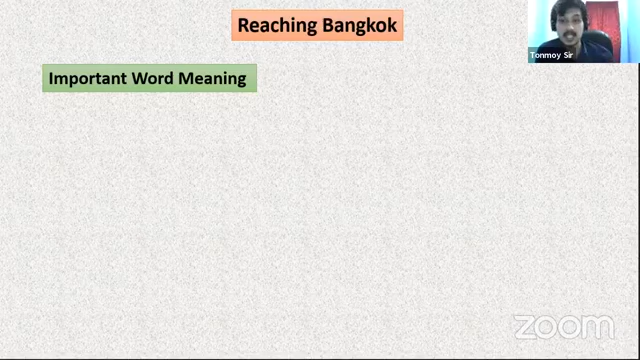 Reaching Bangkok
Tonmoy Sir
Important Word Meaning
zoom